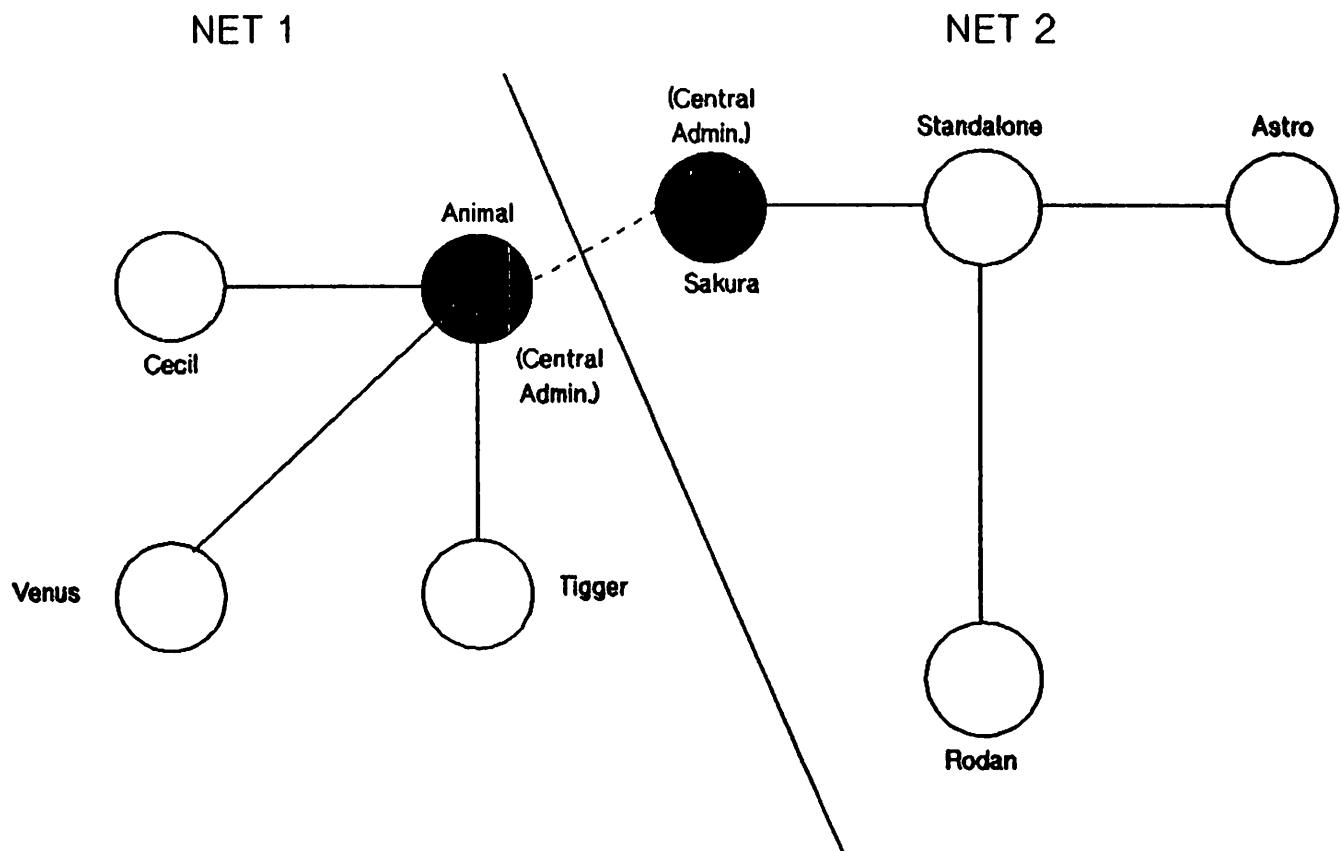 NET 1
NET 2
(Central
Admin.)
Standalone
Astro
Animal
Sakura
(Central
Admin.)
Cecil
Venus
Tigger
Rodan